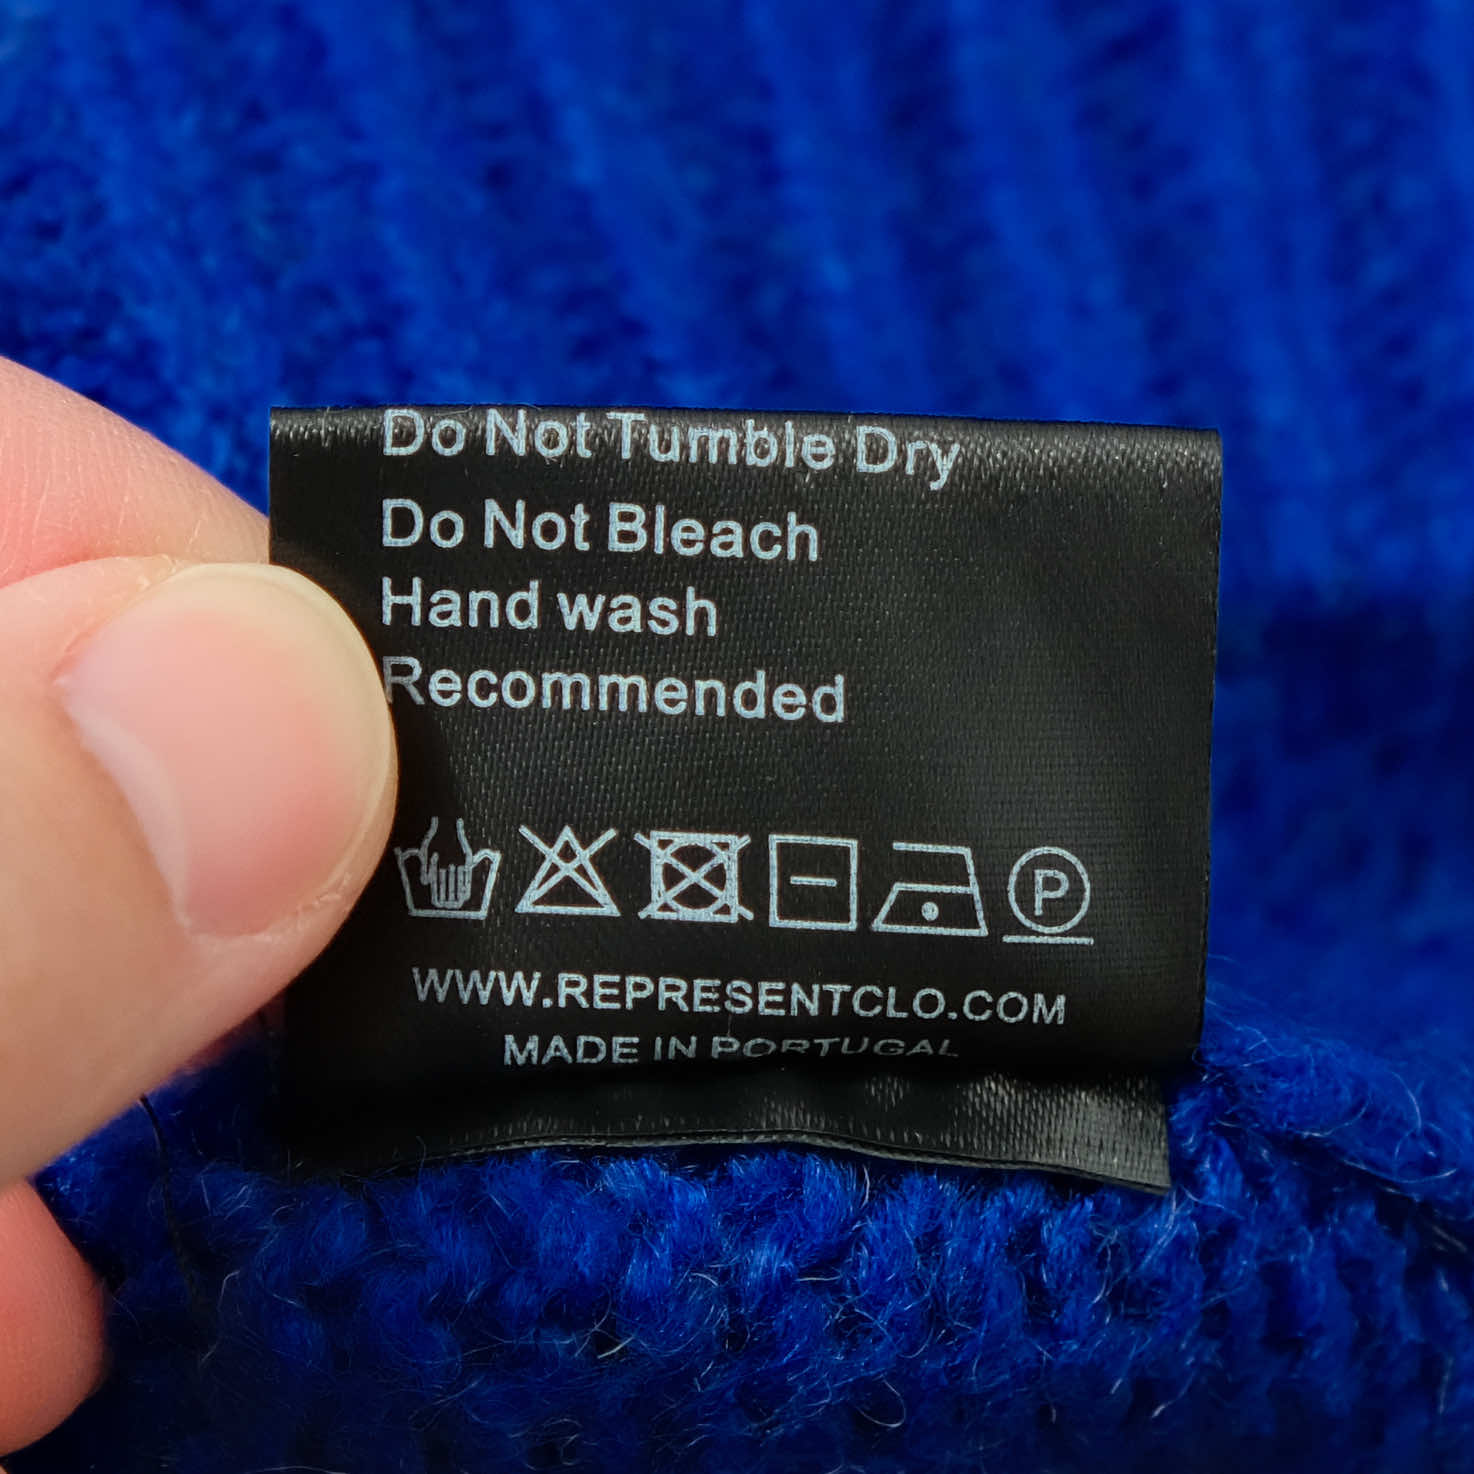 Do Not Tumble Dry
Do Not Bleach
Hand wash
Recommended
P
WWW.REPRESENTCLO.COM
MADE IN PORTUGAL